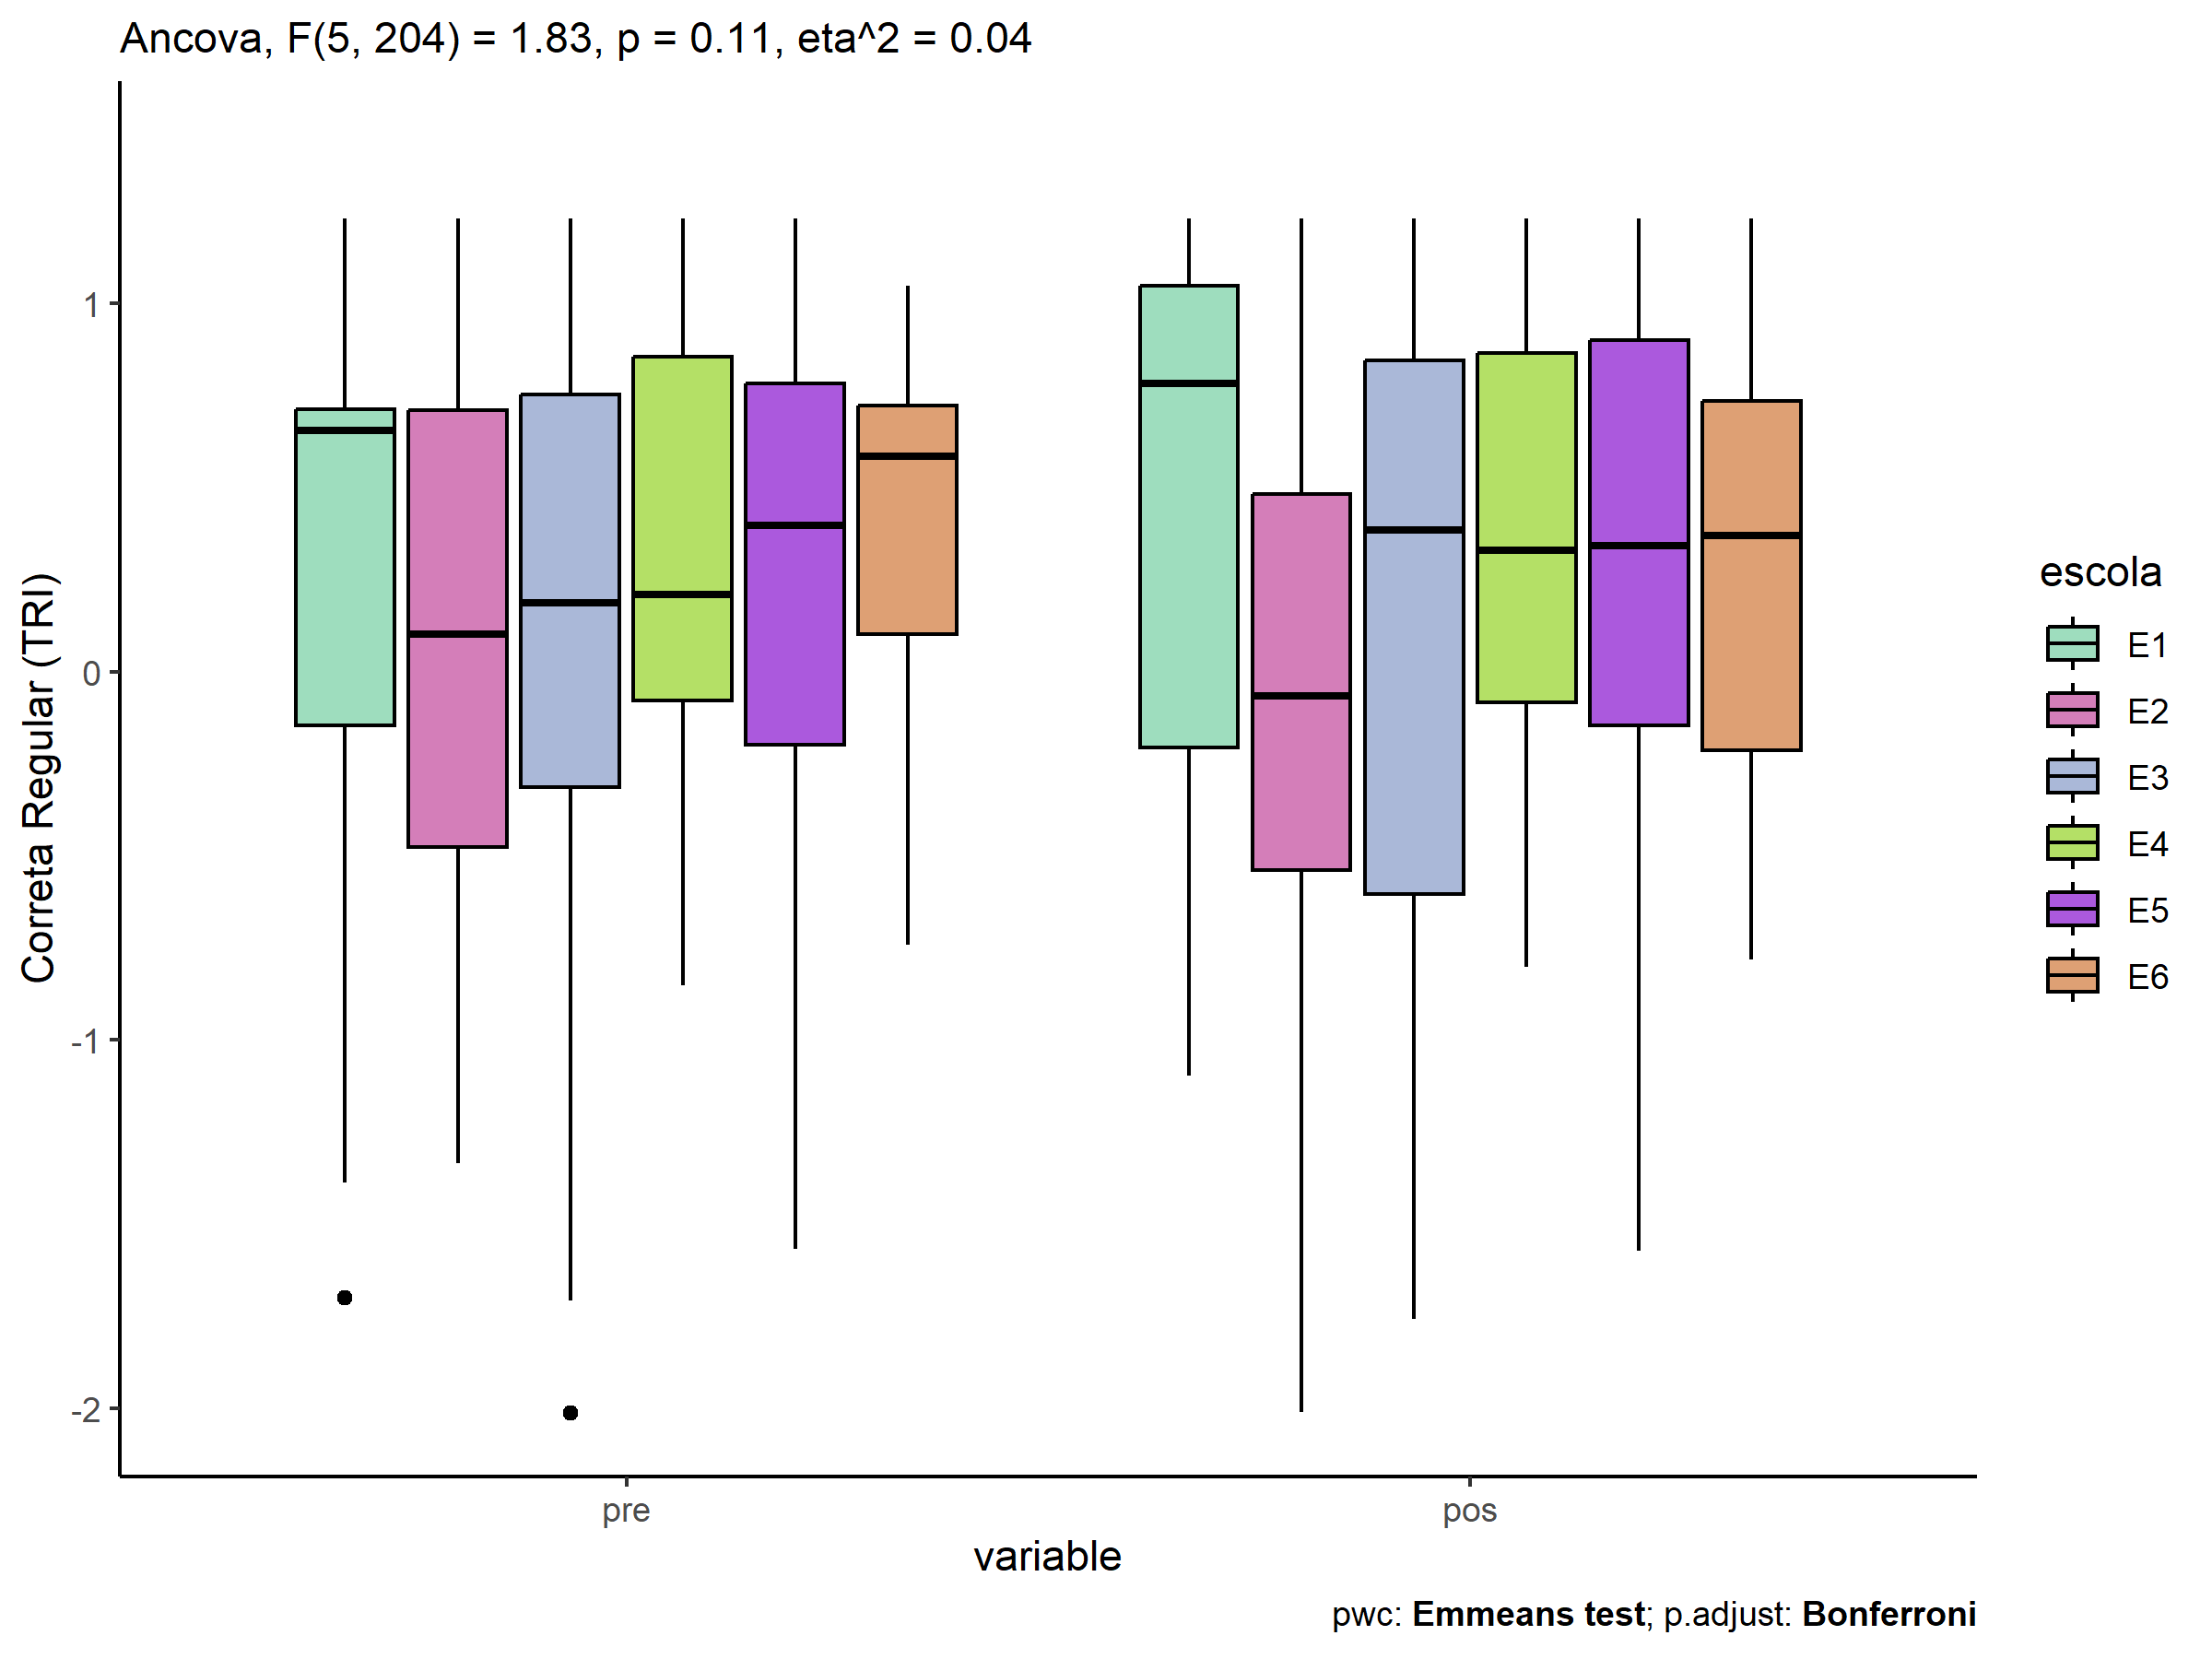 Ancova, F(5, 204) = 1.83, p = 0.11, eta^2 = 0.04
Correta Regular (TRI)
1
0
-1
-2
pre
pos
variable
escola
E1
E2
E3
E4
E5
E6
pwc: Emmeans test; p.adjust: Bonferroni